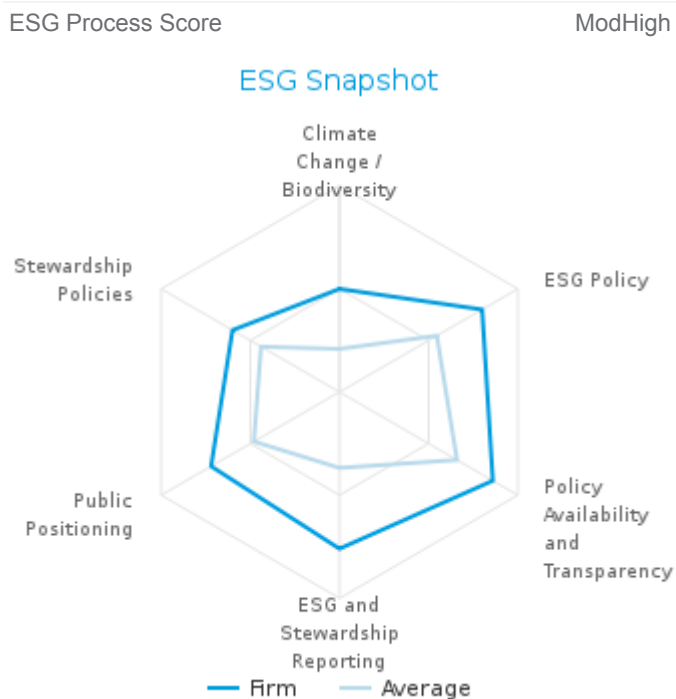 ESG Process Score ModHigh
ESG Snapshot
Climate
Change /
Biodiversity
Stewardship
Policies
ESG Policy
Public
Positioning
Policy
Availability
and
Transparency
ESG and
Stewardship
Reporting
Firm Average